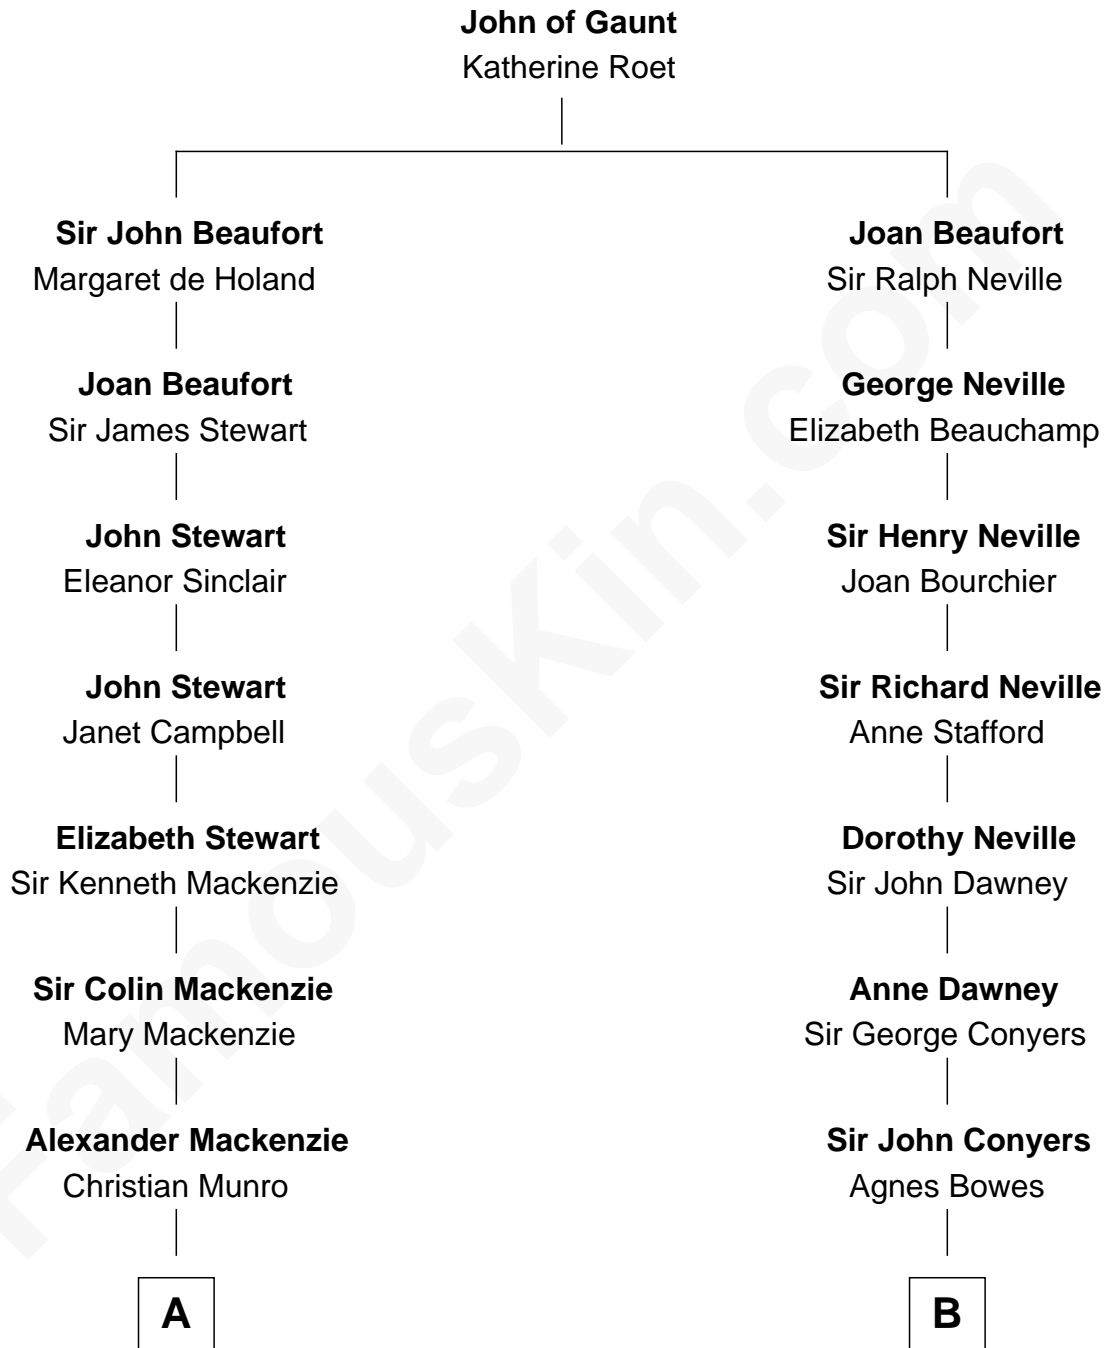 John of Gaunt
Katherine Roet
Sir John Beaufort
Margaret de Holand
Joan Beaufort
Sir James Stewart
John Stewart
Eleanor Sinclair
John Stewart
Janet Campbell
Elizabeth Stewart
Sir Kenneth Mackenzie
Sir Colin Mackenzie
Mary Mackenzie
Alexander Mackenzie
Christian Munro
A
Joan Beaufort
Sir Ralph Neville
George Neville
Elizabeth Beauchamp
Sir Henry Neville
Joan Bourchier
Sir Richard Neville
Anne Stafford
Dorothy Neville
Sir John Dawney
Anne Dawney
Sir George Conyers
Sir John Conyers
Agnes Bowes
B
FamousKin.com